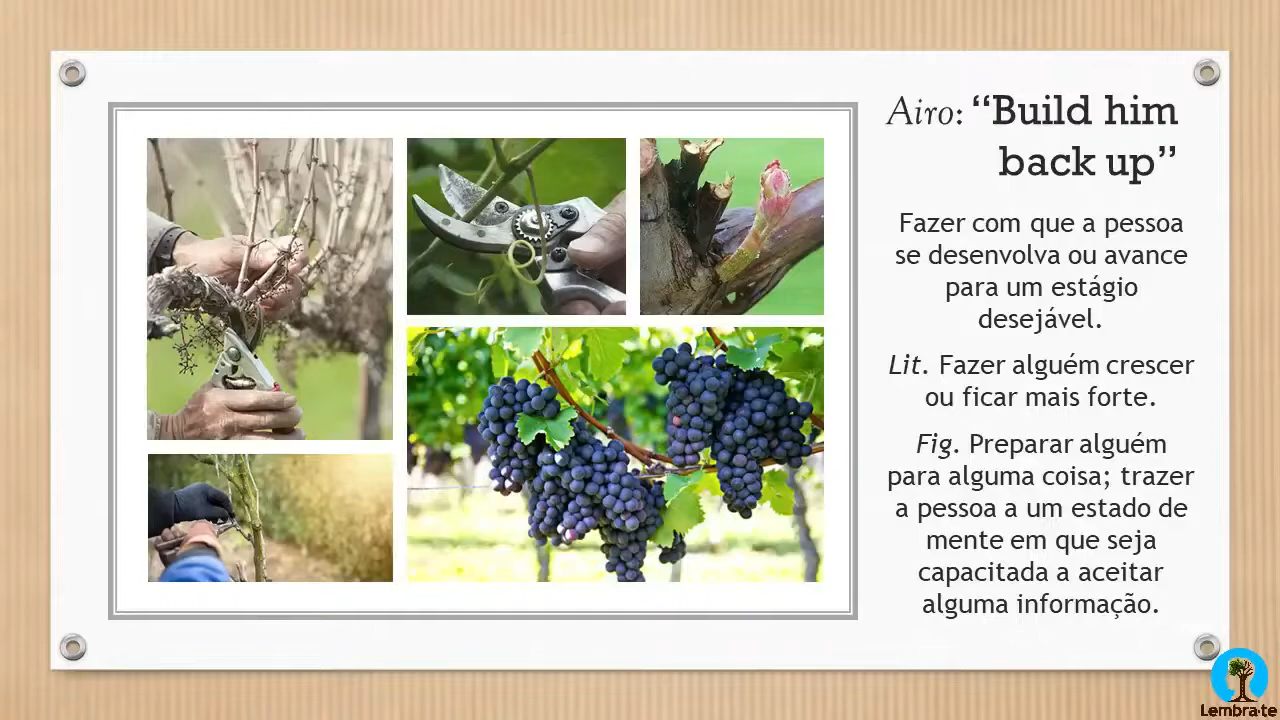 Airo: “Build him
back up”
Fazer com que a pessoa
se desenvolva ou avance
para um estágio
desejável.
Lit. Fazer alguém crescer
ou ficar mais forte.
Fig. Preparar alguém
para alguma coisa; trazer
a pessoa a um estado de
mente em que seja
capacitada a aceitar
alguma informação.
Lembra-te